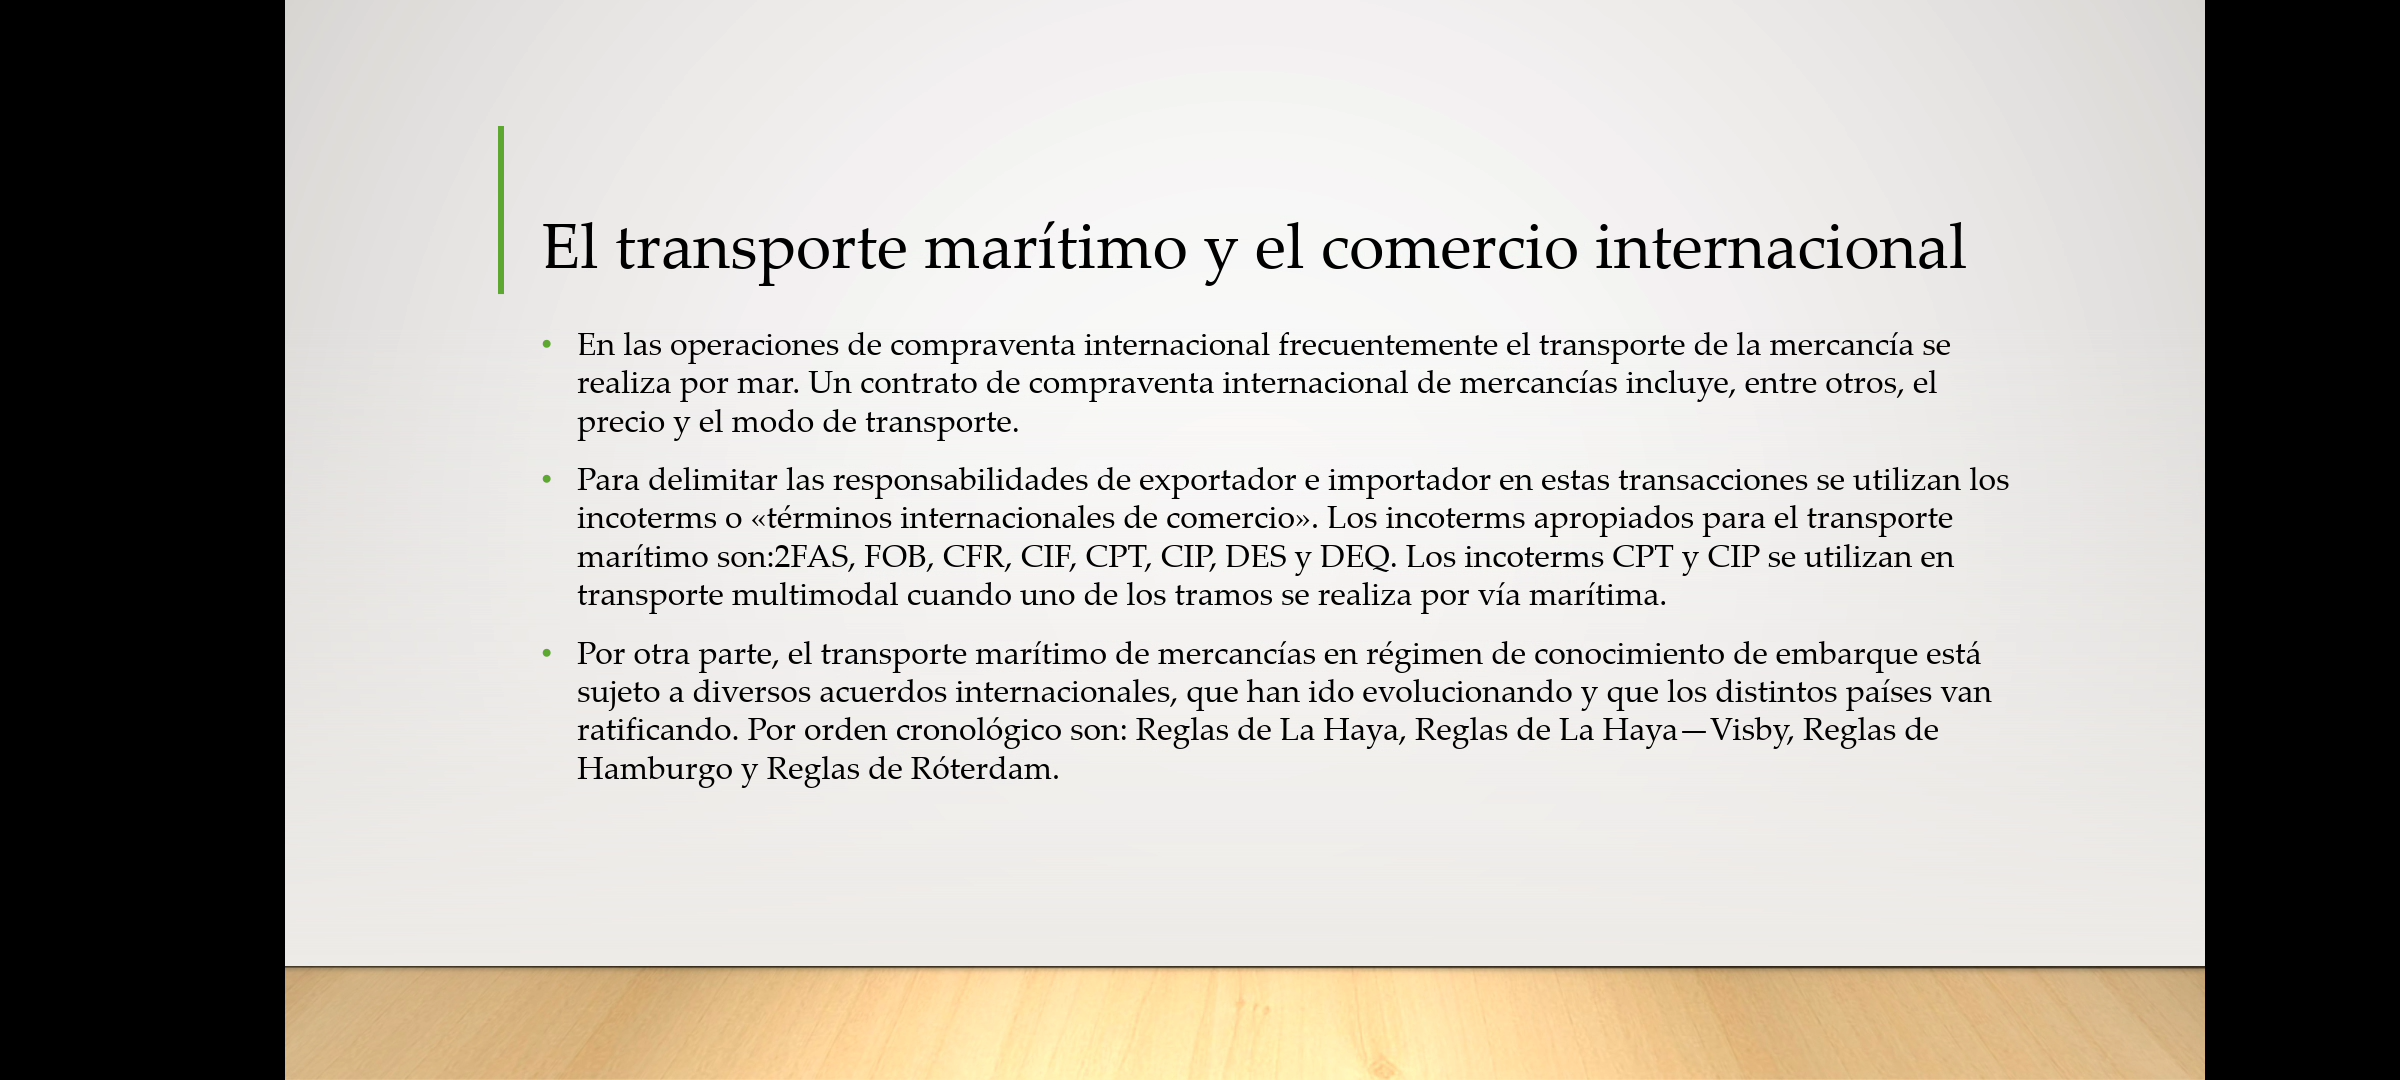 El transporte marítimo y el comercio internacional
• En las operaciones de compraventa internacional frecuentemente el transporte de la mercancía se
realiza por mar. Un contrato de compraventa internacional de mercancías incluye, entre otros, el
precio y el modo de transporte.
• Para delimitar las responsabilidades de exportador e importador en estas transacciones se utilizan los
incoterms o «términos internacionales de comercio». Los incoterms apropiados para el transporte
marítimo son:2FAS, FOB, CFR, CIF, CPT, CIP, DES y DEQ. Los incoterms CPT y CIP se utilizan en
transporte multimodal cuando uno de los tramos se realiza por vía marítima.
• Por otra parte, el transporte marítimo de mercancías en régimen de conocimiento de embarque está
sujeto a diversos acuerdos internacionales, que han ido evolucionando y que los distintos países van
ratificando. Por orden cronológico son: Reglas de La Haya, Reglas de La Haya—Visby, Reglas de
Hamburgo y Reglas de Róterdam.